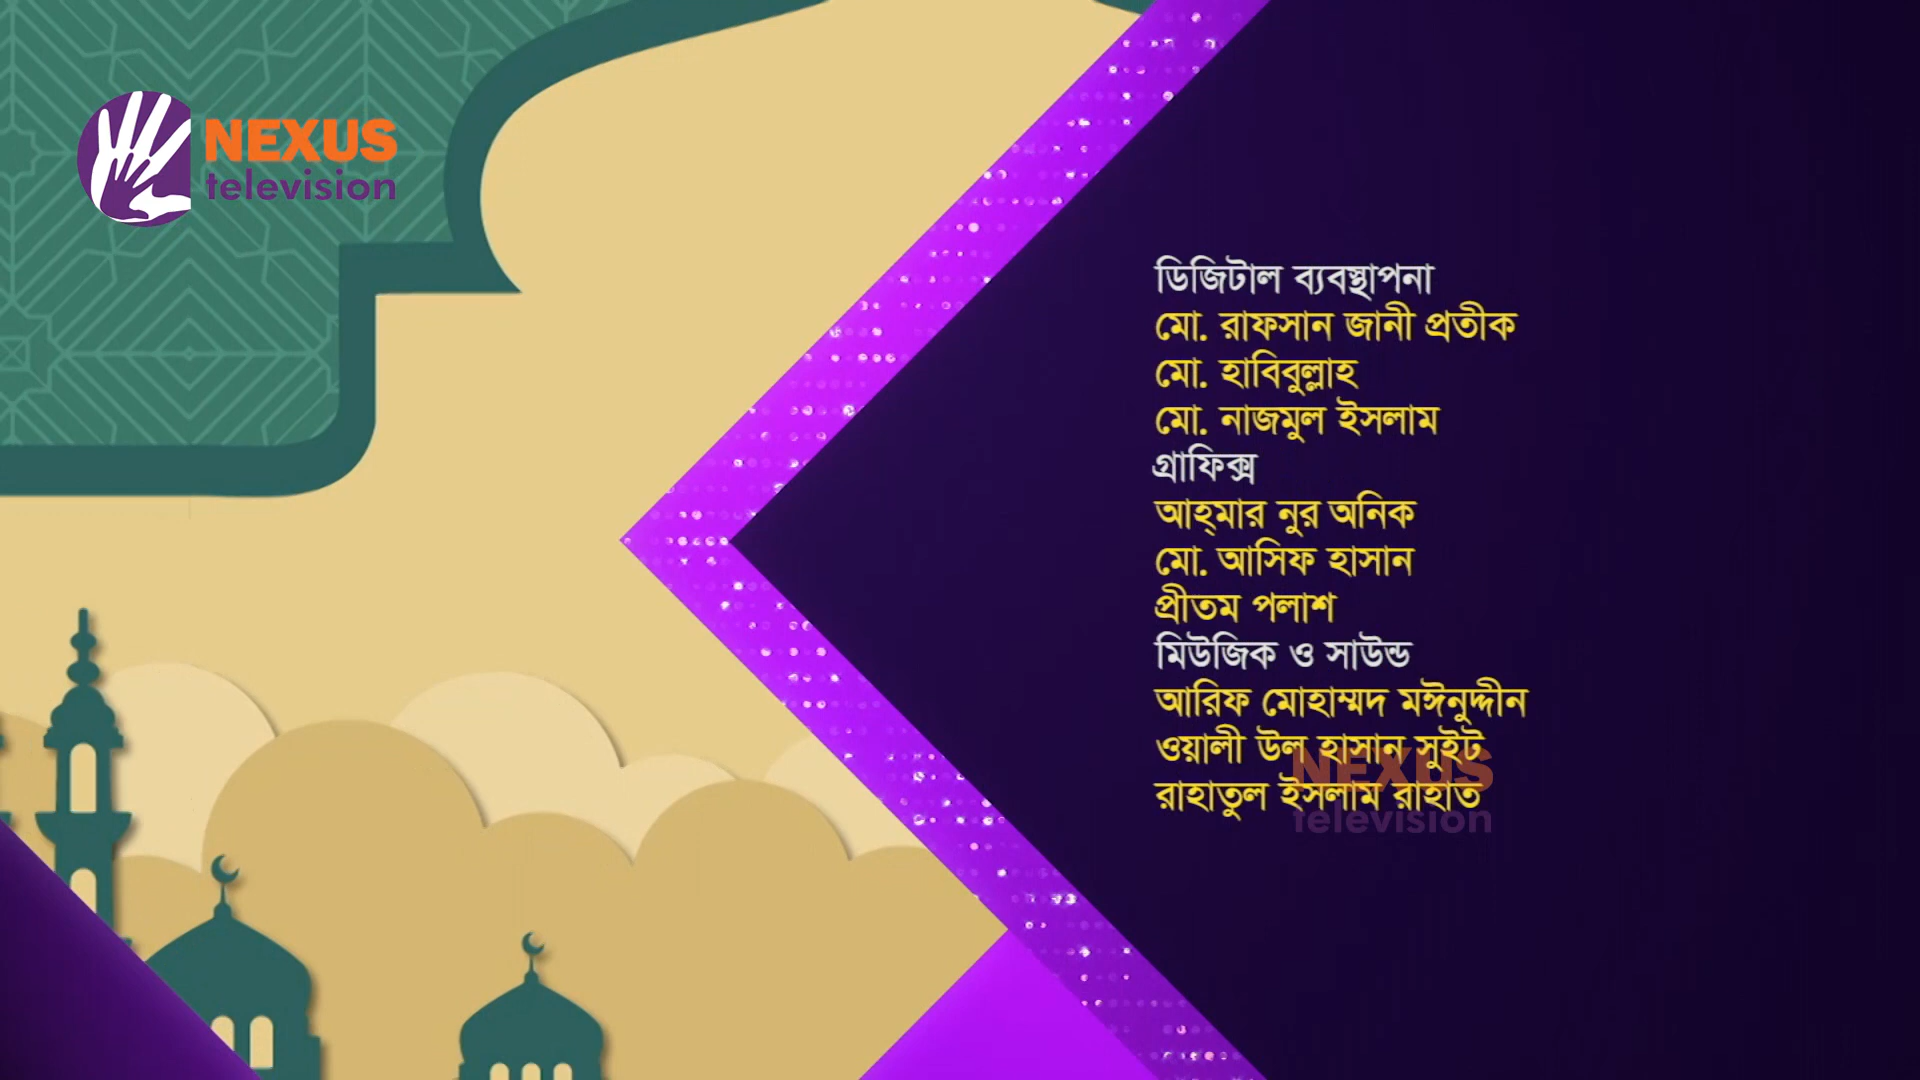 NEXUS
television
ডিজিটাল ব্যবস্থাপনা
মো. রাফসান জানী প্রতীক
মো. হাবিবুল্লাহ
মো. নাজমুল ইসলাম
গ্রাফিক্স
আহ্‌মার নুর অনিক
মো. আসিফ হাসান
প্রীতম পলাশ
মিউজিক ও সাউন্ড
আরিফ মোহাম্মদ মঈনুদ্দীন
ওয়ালী উল হাসান সুইট
রাহাতুল ইসলাম রাহাত
NEXUS
television